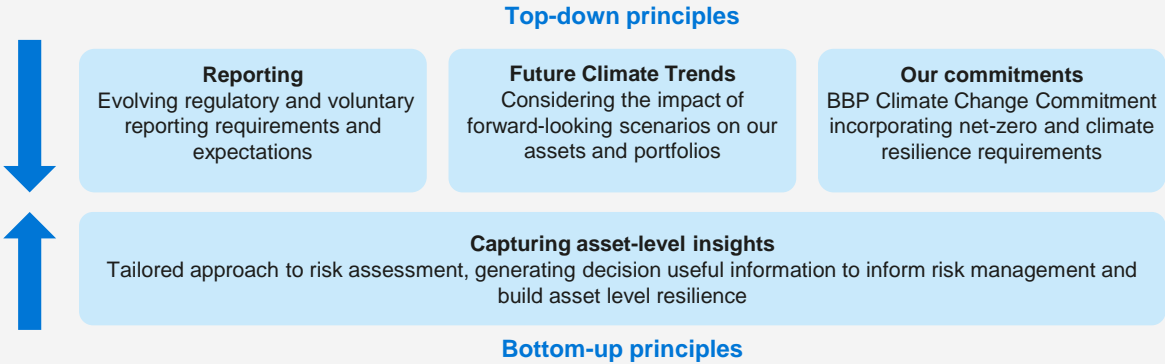 Top-down principles
Reporting
Evolving regulatory and voluntary
reporting requirements and
expectations
Future Climate Trends
Considering the impact of
forward-looking scenarios on our
assets and portfolios
Our commitments
BBP Climate Change Commitment
incorporating net-zero and climate
resilience requirements
Capturing asset-level insights
Tailored approach to risk assessment, generating decision useful information to inform risk management and
build asset level resilience
Bottom-up principles